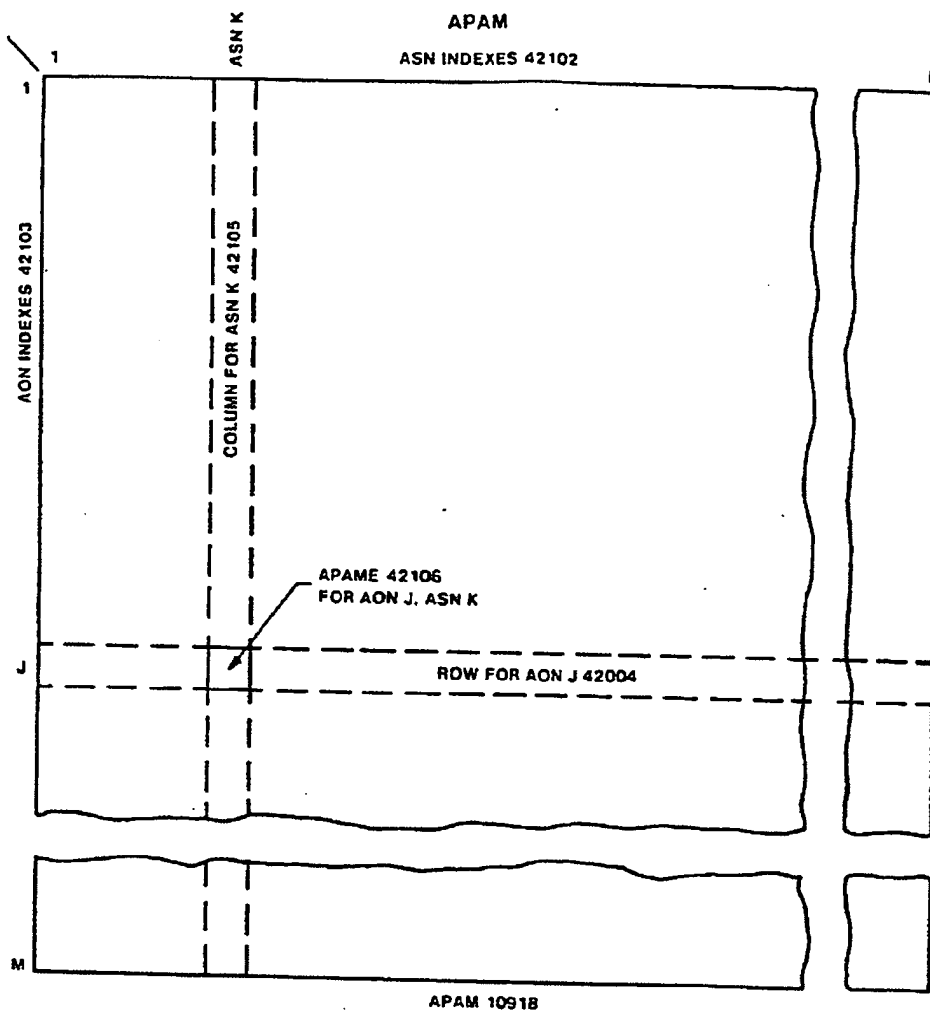 APAM
ASN K
ASN INDEXES 42102
1
1
AON INDEXES 42103
COLUMN FOR ASN K 42105
APAME 42106
FOR AON J, ASN K
J
ROW FOR AON J 42004
M
APAM 10918